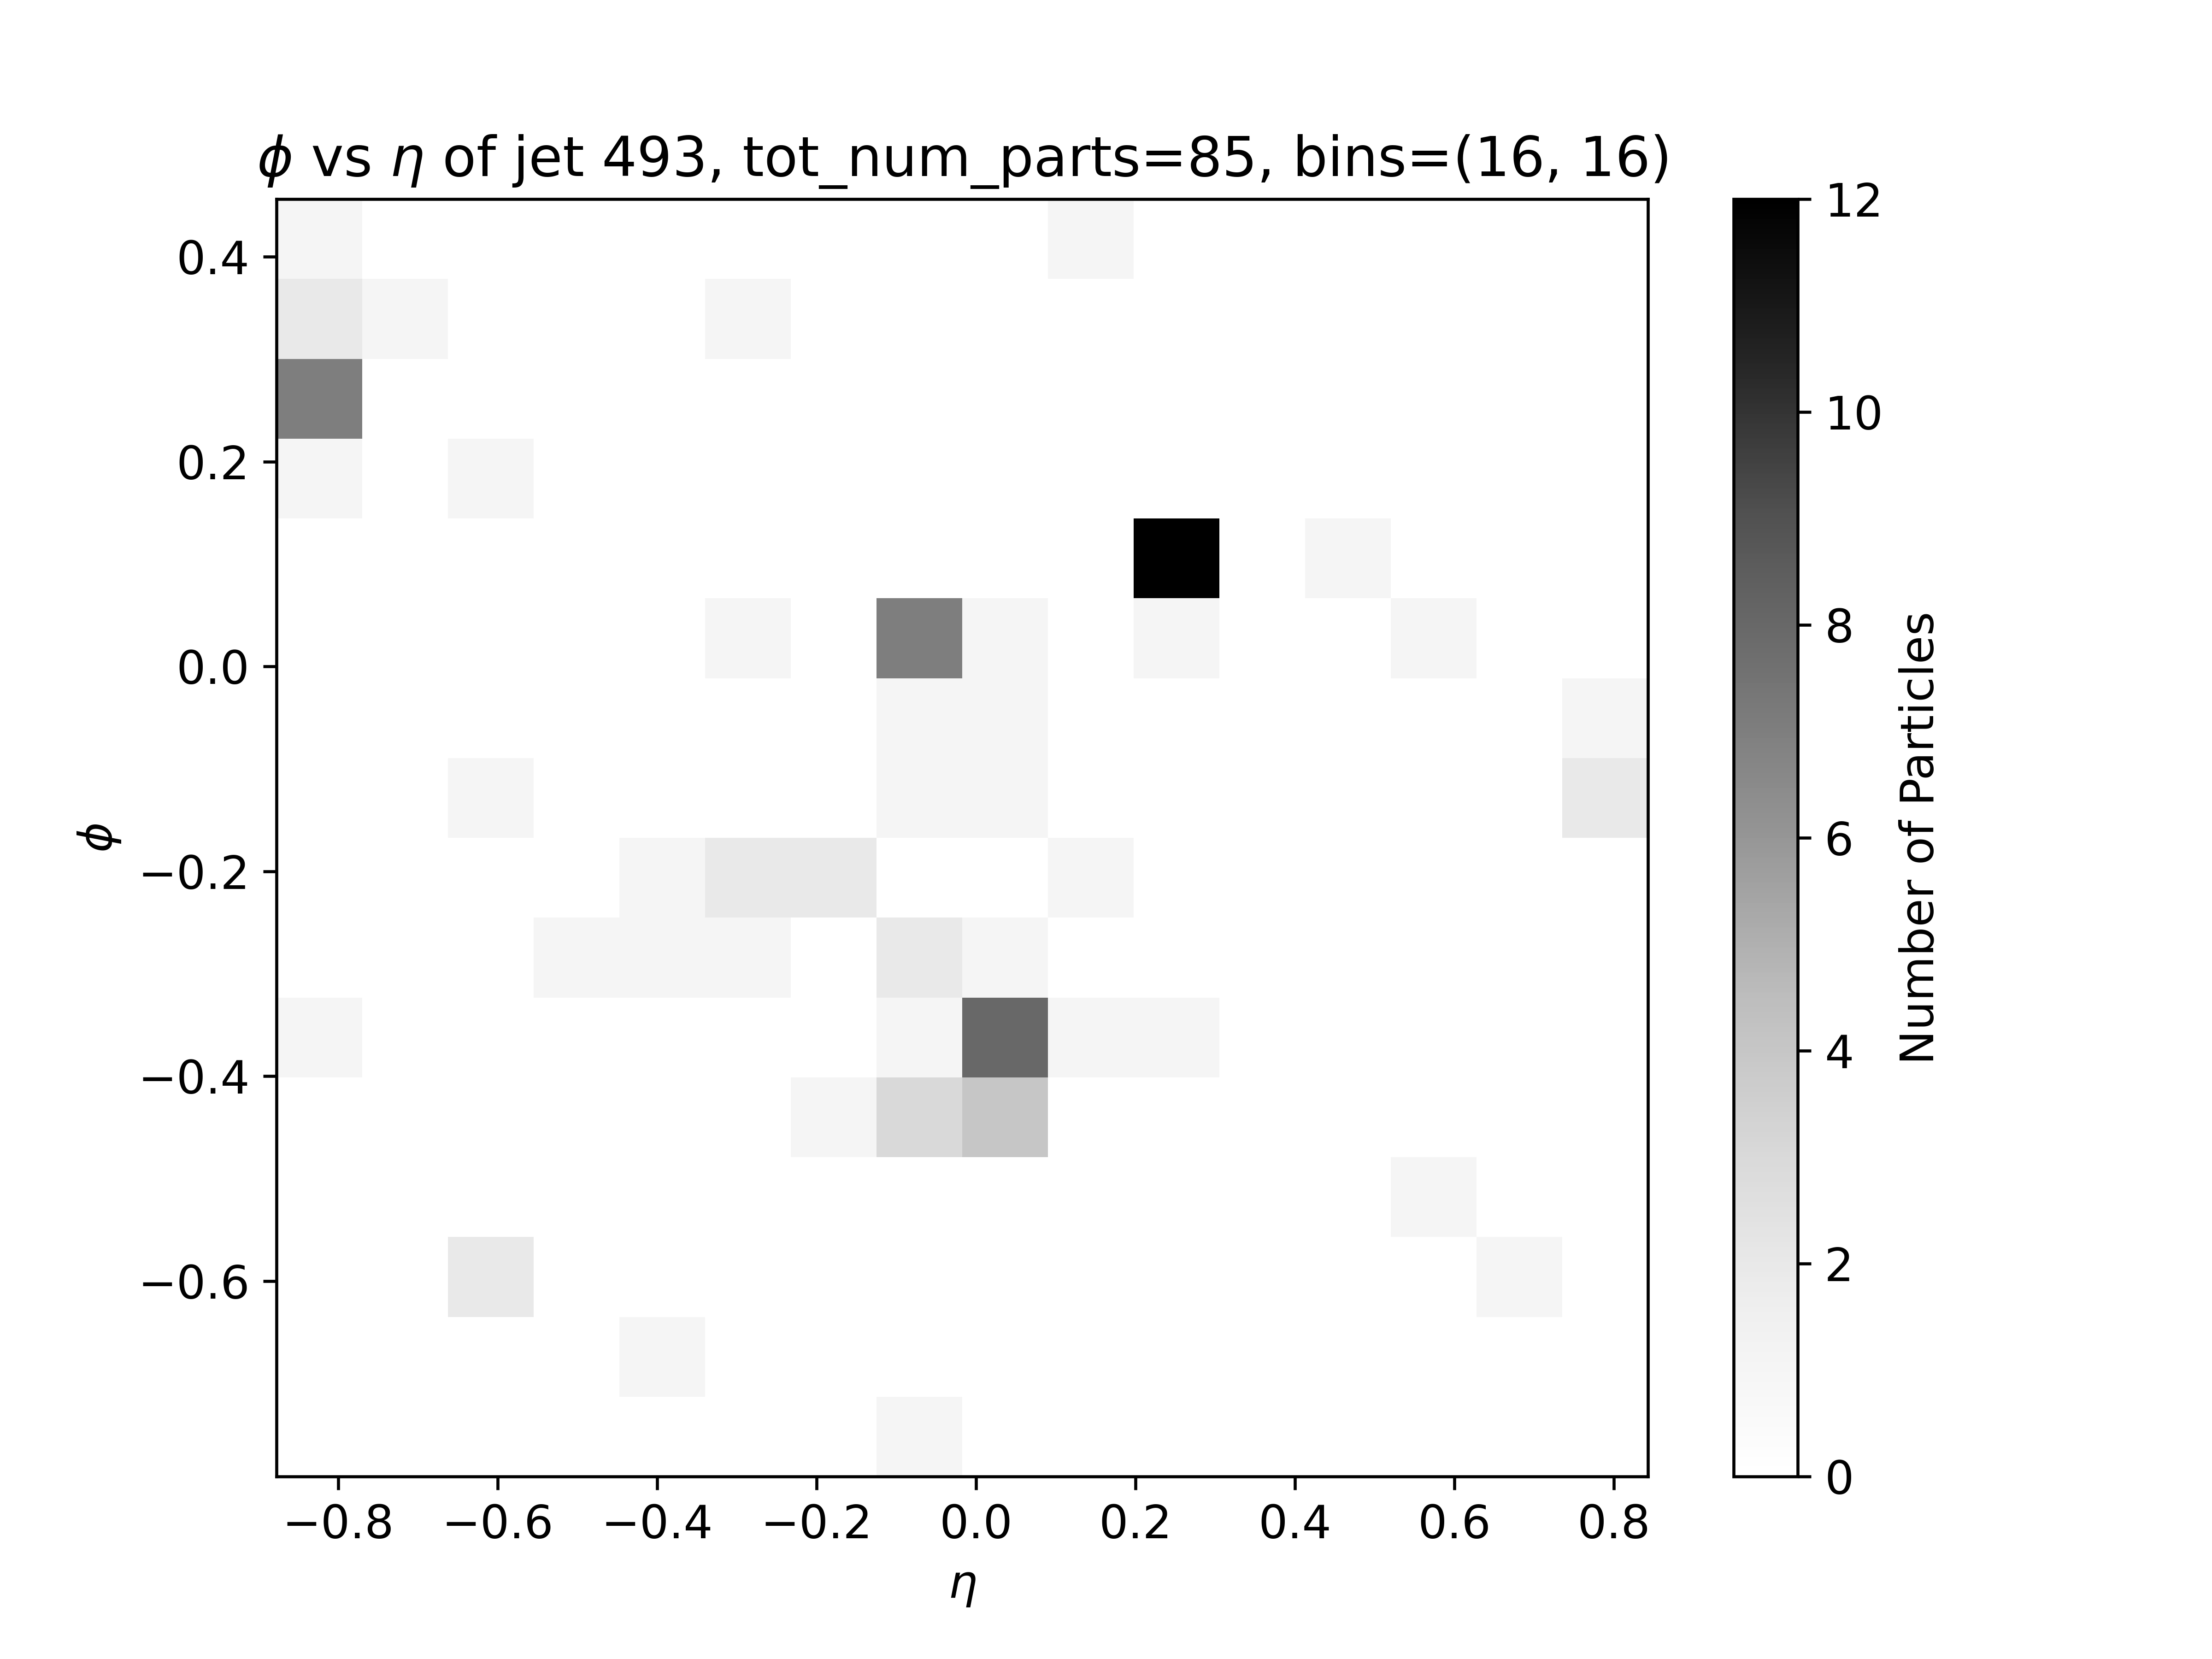 ϕ vs η of jet 493, tot_num_parts=85, bins=(16, 16)
0.4
0.2
0.0
−0.2
−0.4
−0.6
ϕ
−0.8 −0.6 −0.4 −0.2 0.0 0.2 0.4 0.6 0.8
η
12
10
8
6
4
2
0
Number of Particles